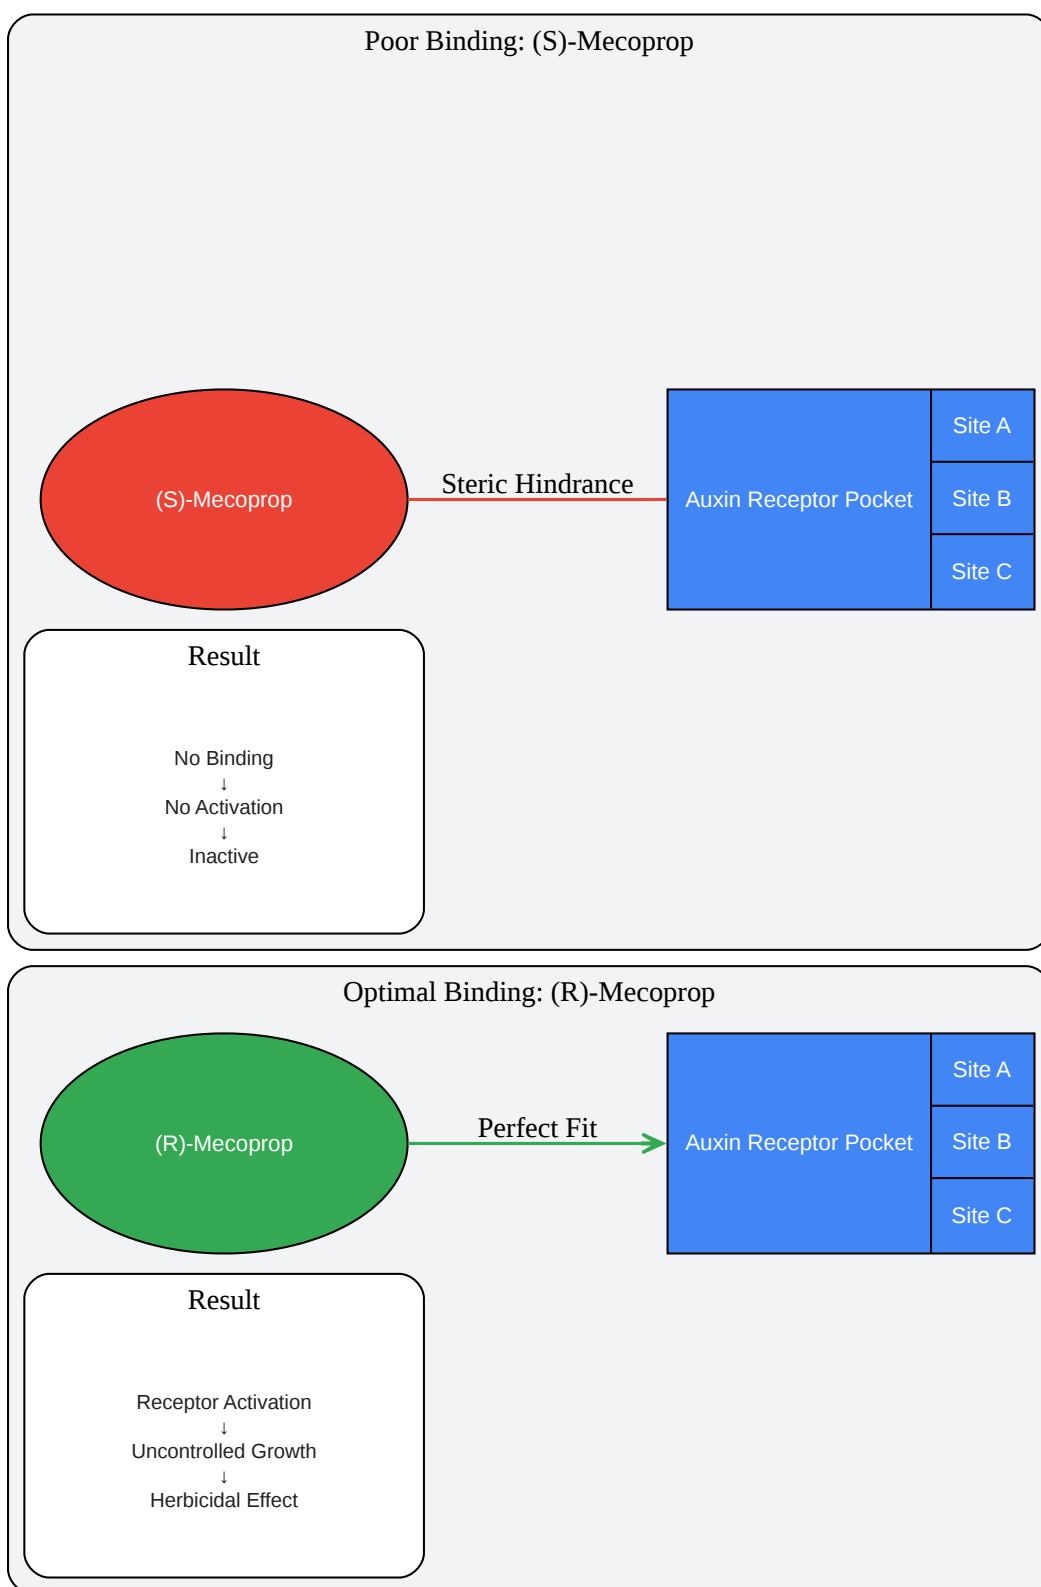 Poor Binding: (S)-Mecoprop
(S)-Mecoprop
Steric Hindrance
Auxin Receptor Pocket
Site A
Site B
Site C
Result
No Binding
↓
No Activation
↓
Inactive
Optimal Binding: (R)-Mecoprop
(R)-Mecoprop
Perfect Fit
Auxin Receptor Pocket
Site A
Site B
Site C
Result
Receptor Activation
↓
Uncontrolled Growth
↓
Herbicidal Effect